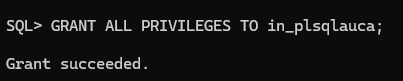 SQL> GRANT ALL PRIVILEGES TO in_plsqlauca;
Grant succeeded.